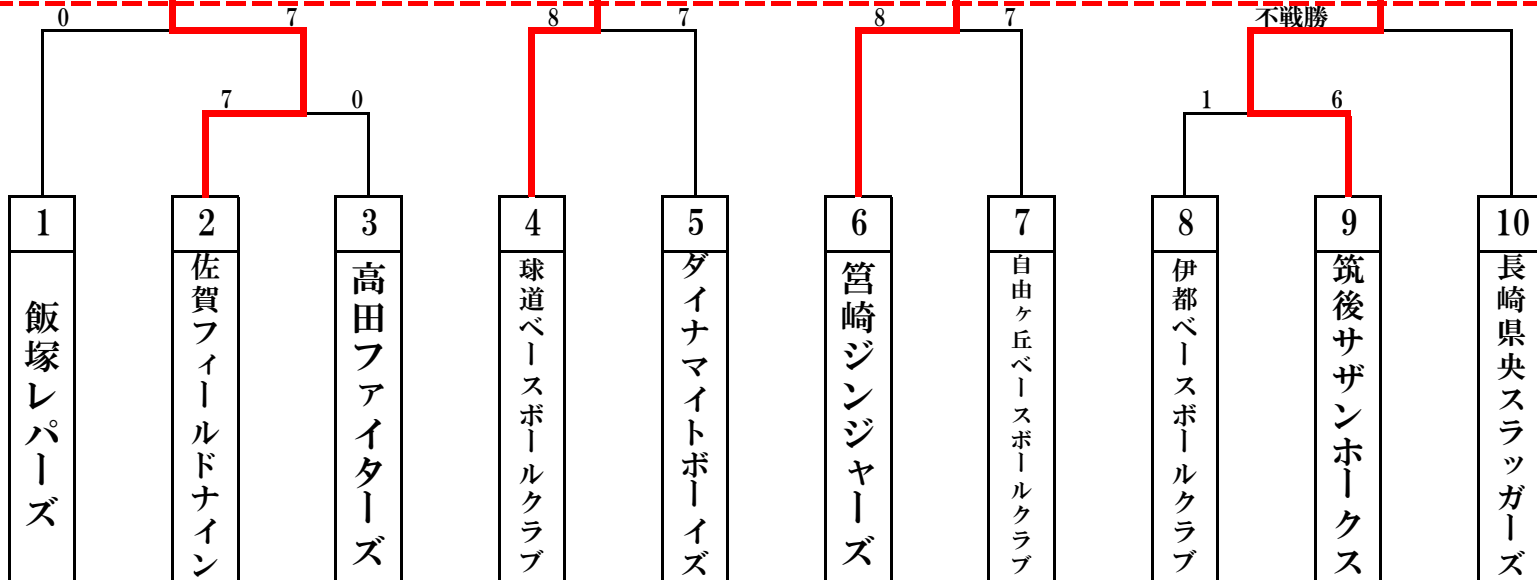 0 7 8 7 8 7 不戦勝
7 0 1 6
1 2 3 4 5 6 7 8 9 10
飯塚レパーズ
佐賀フィールドナイン
高田ファイターズ
球道ベースボールクラブ
ダイナマイトボーイズ
筥崎ジンジャーズ
自由ヶ丘ベースボールクラブ
伊都ベースボールクラブ
筑後サザンホークス
長崎県央スラッガーズ